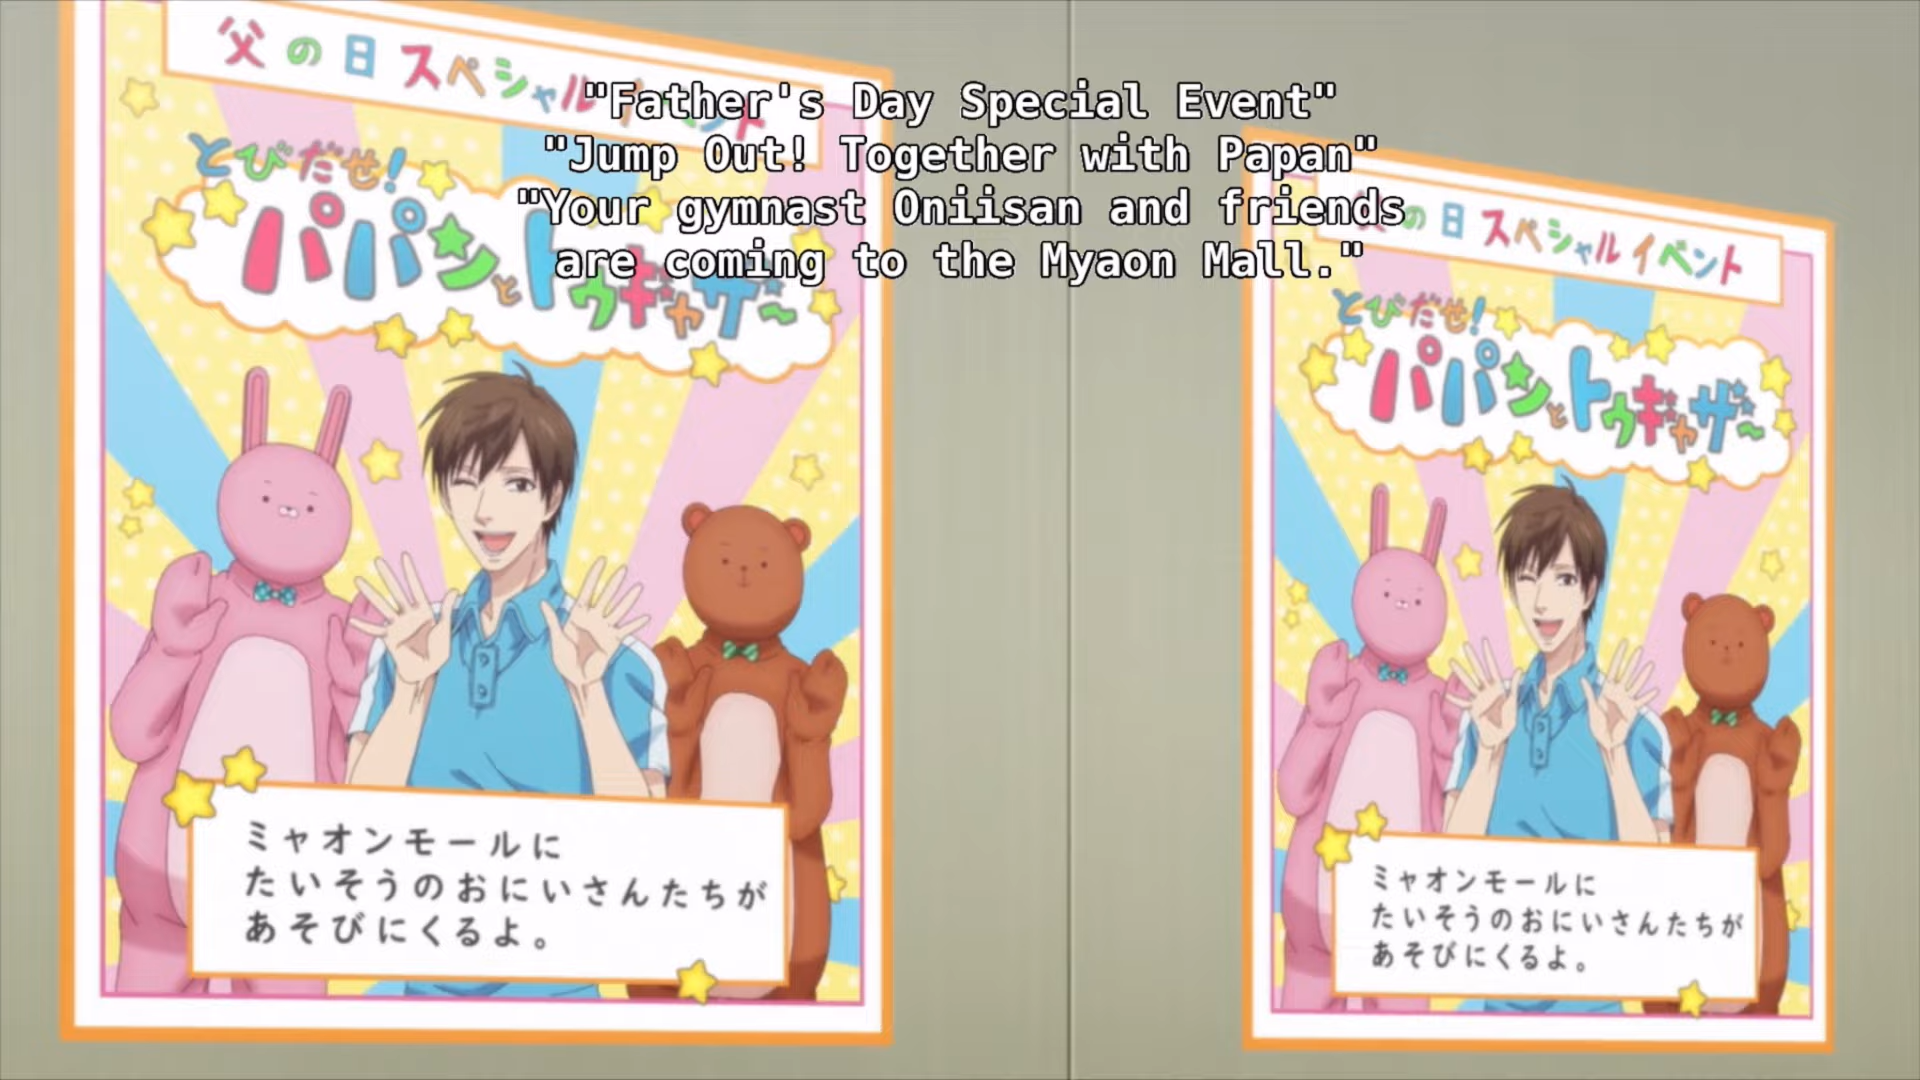 父の日スペシャルイベント
"Father's Day Special Event"
とびだせ!
"Jump Out! Together with Papan"
パパンとトゥギャザ〜
"Your gymnast Oniisan and friends
are coming to the Myaon Mall."
ミャオンモールに
たいそうのおにいさんたちが
あそびにくるよ。
父の日スペシャルイベント
とびだせ!
パパンとトゥギャザ〜
ミャオンモールに
たいそうのおにいさんたちが
あそびにくるよ。